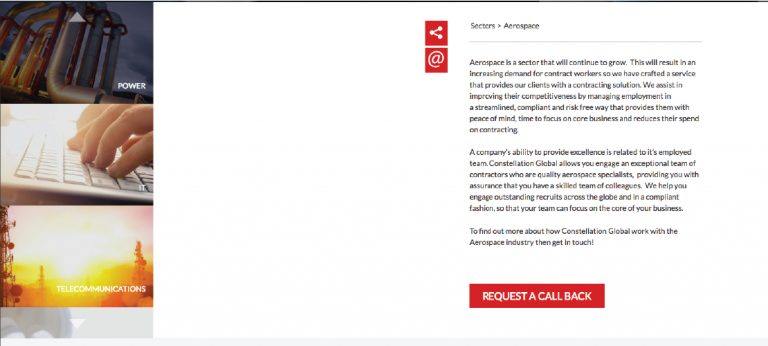 POWER
IT
TELECOMMUNICATIONS
@
Sectors > Aerospace
Aerospace is a sector that will continue to grow. This will result in an
increasing demand for contract workers so we have crafted a service
that provides our clients with a contracting solution. We assist in
improving their competitiveness by managing employment in
a streamlined, compliant and risk free way that provides them with
peace of mind, time to focus on core business and reduces their spend
on contracting.
A company's ability to provide excellence is related to it's employed
team. Constellation Global allows you engage an exceptional team of
contractors who are quality aerospace specialists, providing you with
assurance that you have a skilled team of colleagues. We help you
engage outstanding recruits across the globe and in a compliant
fashion, so that your team can focus on the core of your business.
To find out more about how Constellation Global work with the
Aerospace industry then get in touch!
REQUEST A CALL BACK